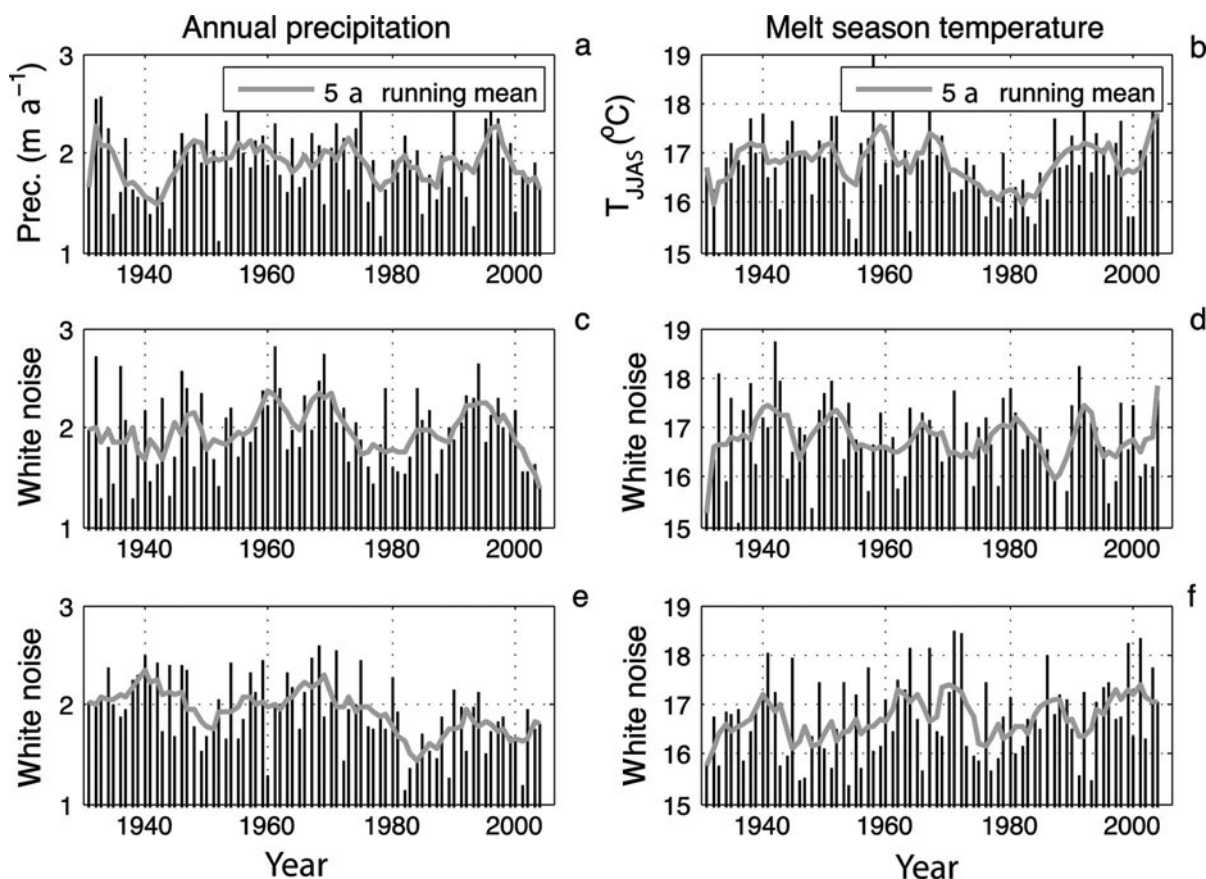 Annual precipitation
Melt season temperature
a
b
3
2
1
Prec. (m a⁻¹)
5 a running mean
1940
1960
1980
2000
19
18
17
16
15
T_JJAS (°C)
5 a running mean
1940
1960
1980
2000
c
d
3
2
1
White noise
1940
1960
1980
2000
19
18
17
16
15
White noise
1940
1960
1980
2000
e
f
3
2
1
White noise
1940
1960
1980
2000
Year
19
18
17
16
15
White noise
1940
1960
1980
2000
Year